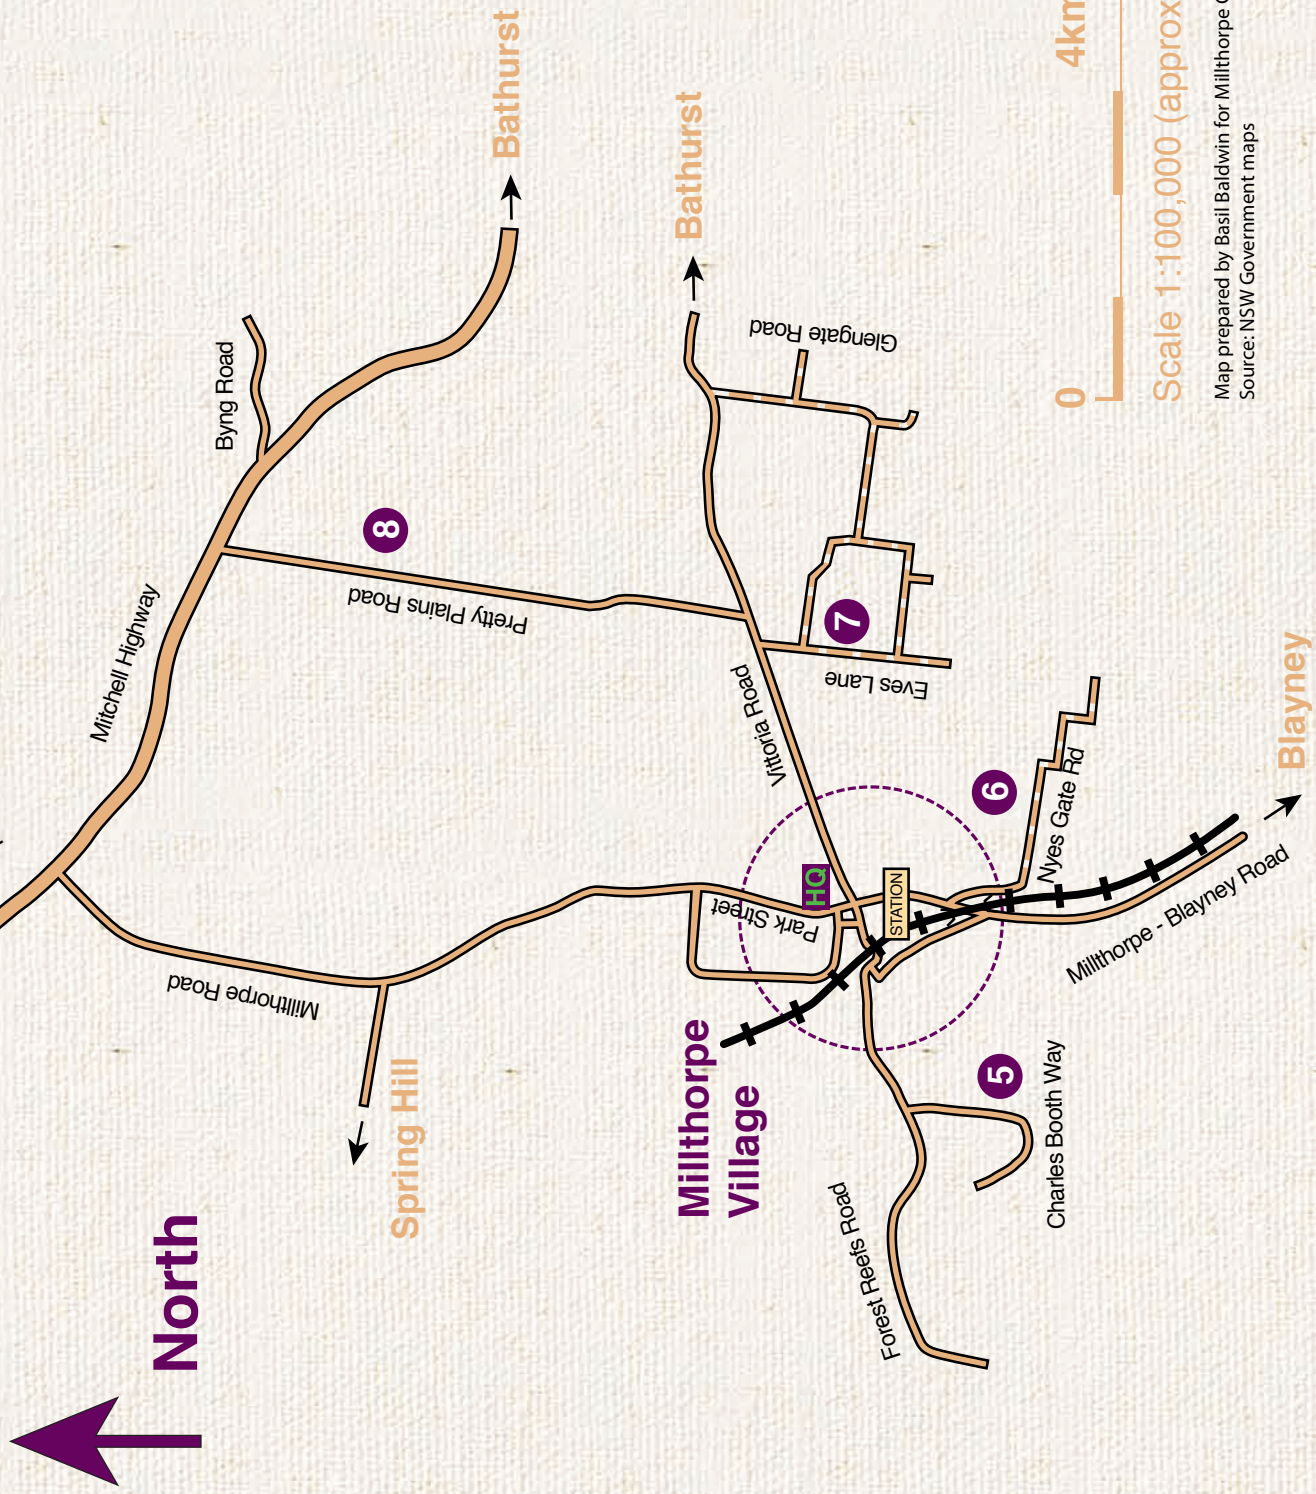 North
Mitchell Highway
Byng Road
Bathurst
Bathurst
8
Pretty Plains Road
Millthorpe Road
Spring Hill
Glengate Road
Vittoria Road
7
Eves Lane
Park Street
HQ
STATION
Millthorpe
Village
6
Nyes Gate Rd
5
Charles Booth Way
Forest Reefs Road
Millthorpe - Blayney Road
Blayney
0
4km
Scale 1:100,000 (approx
Map prepared by Basil Baldwin for Millthorpe
Source: NSW Government maps